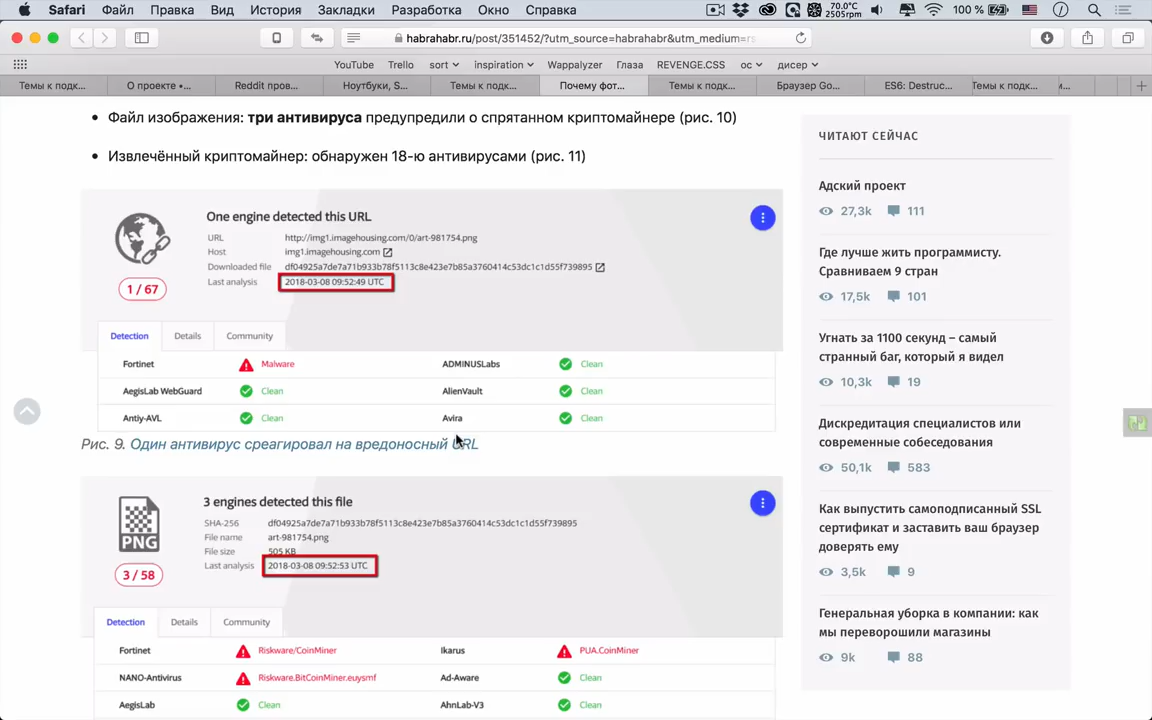 Safari Файл Правка Вид История Закладки Разработка Окно Справка 70.0°C 2505rpm 100 %
habrahabr.ru/post/351452/?utm_source=habrahabr&utm_medium=rs
YouTube Trello sort inspiration Wappalyzer Глаза REVENGE.CSS ос дисер
Темы к подк... О проекте •... Reddit пров... Ноутбуки, S... Темы к подк... Почему фот... Темы к подк... Браузер Go... ES6: Destruc... Темы к подк... и...
• Файл изображения: три антивируса предупредили о спрятанном криптомайнере (рис. 10)
• Извлечённый криптомайнер: обнаружен 18-ю антивирусами (рис. 11)
One engine detected this URL
URL http://img1.imagehousing.com/0/art-981754.png
Host img1.imagehousing.com
Downloaded file df04925a7de7a71b933b78f5113c8e423e7b85a3760414c53dc1c1d55f739895
Last analysis 2018-03-08 09:52:49 UTC
1 / 67
Detection Details Community
Fortinet Malware ADMINUSLabs Clean
AegisLab WebGuard Clean AlienVault Clean
Antiy-AVL Clean Avira Clean
Рис. 9. Один антивирус среагировал на вредоносный URL
3 engines detected this file
SHA-256 df04925a7de7a71b933b78f5113c8e423e7b85a3760414c53dc1c1d55f739895
File name art-981754.png
File size 505 KB
Last analysis 2018-03-08 09:52:53 UTC
PNG
3 / 58
Detection Details Community
Fortinet Riskware/CoinMiner Ikarus PUA.CoinMiner
NANO-Antivirus Riskware.BitCoinMiner.euysmf Ad-Aware Clean
AegisLab Clean AhnLab-V3 Clean
ЧИТАЮТ СЕЙЧАС
Адский проект
27,3k 111
Где лучше жить программисту.
Сравниваем 9 стран
17,5k 101
Угнать за 1100 секунд – самый
странный баг, который я видел
10,3k 19
Дискредитация специалистов или
современные собеседования
50,1k 583
Как выпустить самоподписанный SSL
сертификат и заставить ваш браузер
доверять ему
3,5k 9
Генеральная уборка в компании: как
мы переворошили магазины
9k 88